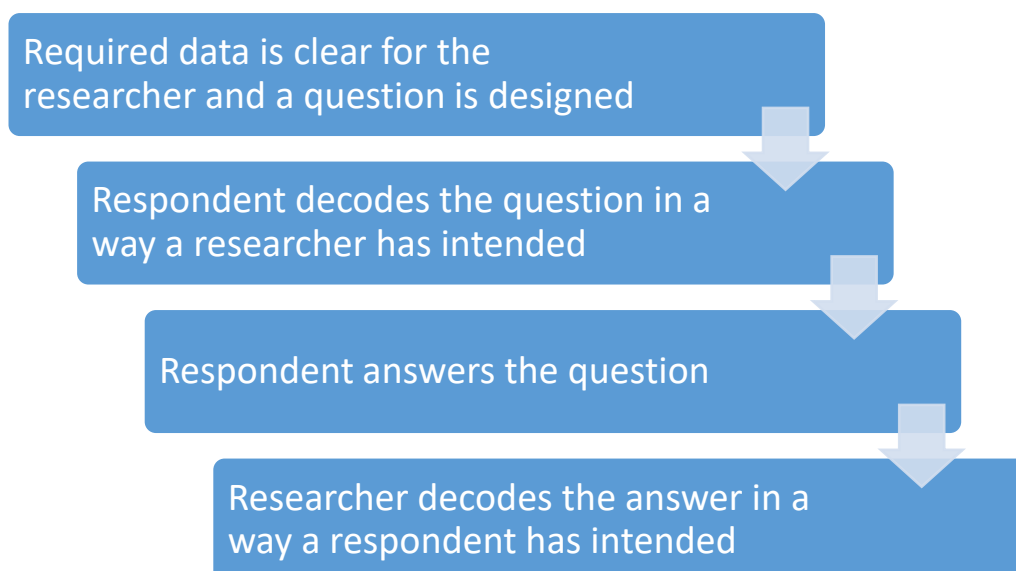 Required data is clear for the
researcher and a question is designed
Respondent decodes the question in a
way a researcher has intended
Respondent answers the question
Researcher decodes the answer in a
way a respondent has intended